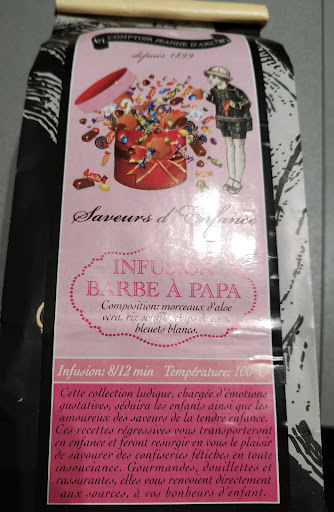 COMPTOIR JEANNE D'ARC
depuis 1899
Saveurs d'Enfance
INFUSION
BARBE À PAPA
Composition: morceaux d'aloe
vera, riz
bleuets blancs.
Infusion: 8/12 min - Température: 100°C
Cette collection ludique, chargée d'émotions
gustatives, séduira les enfants ainsi que les
amoureux des saveurs de la tendre enfance.
Ces recettes régressives vous transporteront
en enfance et feront resurgir en vous le plaisir
de savourer des confiseries fétiches en toute
insouciance. Gourmandes, douillettes et
rassurantes, elles vous renvoient directement
aux sources, à vos bonheurs d'enfant.